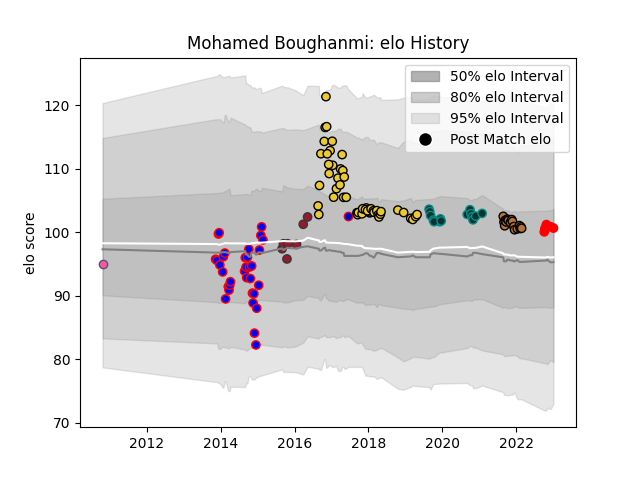 Mohamed Boughanmi: elo History
50% elo Interval
80% elo Interval
95% elo Interval
Post Match elo
elo score
120
110
100
90
80
70
2012
2014
2016
2018
2020
2022